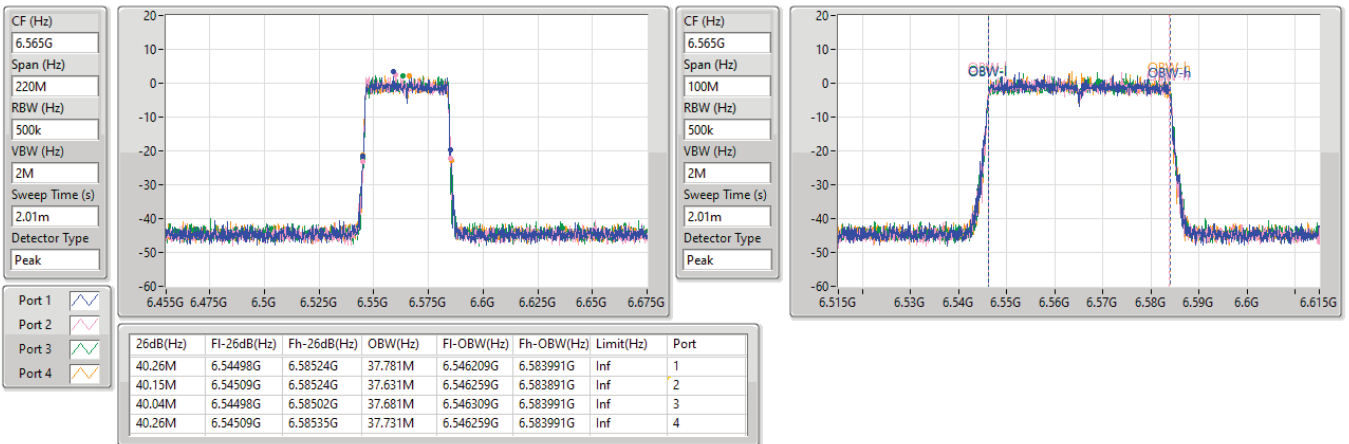 CF (Hz)
6.565G
Span (Hz)
220M
RBW (Hz)
500k
VBW (Hz)
2M
Sweep Time (s)
2.01m
Detector Type
Peak
20
10
0
-10
-20
-30
-40
-50
-60
6.455G 6.475G 6.5G 6.525G 6.55G 6.575G 6.6G 6.625G 6.65G 6.675G
CF (Hz)
6.565G
Span (Hz)
100M
RBW (Hz)
500k
VBW (Hz)
2M
Sweep Time (s)
2.01m
Detector Type
Peak
20
10
0
-10
-20
-30
-40
-50
-60
OBW-l OBW-h
6.515G 6.53G 6.54G 6.55G 6.56G 6.57G 6.58G 6.59G 6.6G 6.615G
Port 1
Port 2
Port 3
Port 4
26dB(Hz) Fl-26dB(Hz) Fh-26dB(Hz) OBW(Hz) Fl-OBW(Hz) Fh-OBW(Hz) Limit(Hz) Port
40.26M 6.54498G 6.58524G 37.781M 6.546209G 6.583991G Inf 1
40.15M 6.54509G 6.58524G 37.631M 6.546259G 6.583891G Inf 2
40.04M 6.54498G 6.58502G 37.681M 6.546309G 6.583991G Inf 3
40.26M 6.54509G 6.58535G 37.731M 6.546259G 6.583991G Inf 4